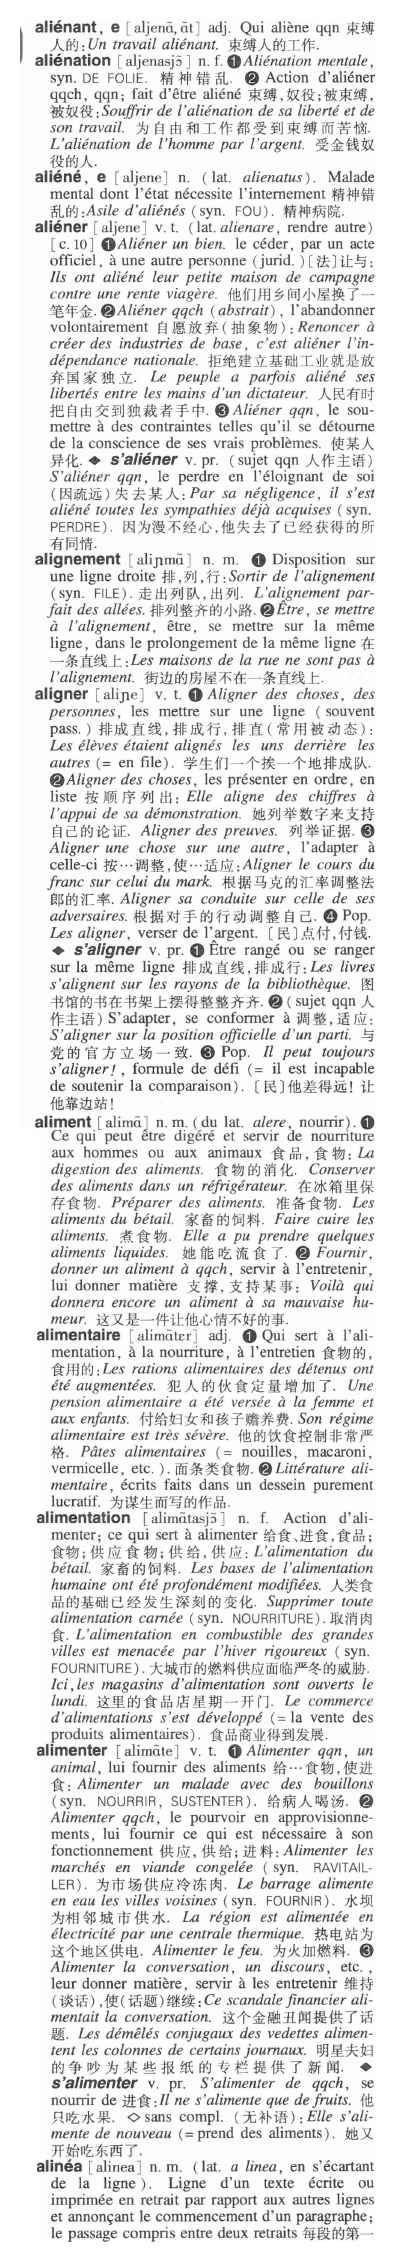 aliénant, e [aljenɑ̃, ɑ̃t] adj. Qui aliène qqn 束缚
人的:Un travail aliénant. 束缚人的工作.
aliénation [aljenasjɔ̃] n. f. ❶ Aliénation mentale,
syn. DE FOLIE. 精神错乱. ❷ Action d'aliéner
qqch, qqn; fait d'être aliéné 束缚,奴役;被束缚,
被奴役:Souffrir de l'aliénation de sa liberté et de
son travail. 为自由和工作都受到束缚而苦恼.
L'aliénation de l'homme par l'argent. 受金钱奴
役的人.
aliéné, e [aljene] n. (lat. alienatus). Malade
mental dont l'état nécessite l'internement 精神错
乱的:Asile d'aliénés (syn. FOU). 精神病院.
aliéner [aljene] v. t. (lat. alienare, rendre autre)
[c. 10] ❶ Aliéner un bien. le céder, par un acte
officiel, à une autre personne (jurid.)〔法〕让与:
Ils ont aliéné leur petite maison de campagne
contre une rente viagère. 他们用乡间小屋换了一
笔年金. ❷ Aliéner qqch (abstrait), l'abandonner
volontairement 自愿放弃(抽象物): Renoncer à
créer des industries de base, c'est aliéner l'in-
dépendance nationale. 拒绝建立基础工业就是放
弃国家独立. Le peuple a parfois aliéné ses
libertés entre les mains d'un dictateur. 人民有时
把自由交到独裁者手中. ❸ Aliéner qqn, le sou-
mettre à des contraintes telles qu'il se détourne
de la conscience de ses vrais problèmes. 使某人
异化. ◆ s'aliéner v. pr. (sujet qqn 人作主语)
S'aliéner qqn, le perdre en l'éloignant de soi
(因疏远)失去某人: Par sa négligence, il s'est
aliéné toutes les sympathies déjà acquises (syn.
PERDRE). 因为漫不经心,他失去了已经获得的所
有同情.
alignement [aliɲmɑ̃] n. m. ❶ Disposition sur
une ligne droite 排,列,行:Sortir de l'alignement
(syn. FILE). 走出列队,出列. L'alignement par-
fait des allées. 排列整齐的小路. ❷ Être, se mettre
à l'alignement, être, se mettre sur la même
ligne, dans le prolongement de la même ligne 在
一条直线上:Les maisons de la rue ne sont pas à
l'alignement. 街边的房屋不在一条直线上.
aligner [aliɲe] v. t. ❶ Aligner des choses, des
personnes, les mettre sur une ligne (souvent
pass.) 排成直线,排成行,排直(常用被动态):
Les élèves étaient alignés les uns derrière les
autres (= en file). 学生们一个挨一个地排成队.
❷ Aligner des choses, les présenter en ordre, en
liste 按顺序列出: Elle aligne des chiffres à
l'appui de sa démonstration. 她列举数字来支持
自己的论证. Aligner des preuves. 列举证据. ❸
Aligner une chose sur une autre, l'adapter à
celle-ci 按…调整,使…适应:Aligner le cours du
franc sur celui du mark. 根据马克的汇率调整法
郎的汇率. Aligner sa conduite sur celle de ses
adversaires. 根据对手的行动调整自己. ❹ Pop.
Les aligner, verser de l'argent. 〔民〕点付,付钱.
◆ s'aligner v. pr. ❶ Être rangé ou se ranger
sur la même ligne 排成直线,排成行:Les livres
s'alignent sur les rayons de la bibliothèque. 图
书馆的书在书架上摆得整整齐齐. ❷ (sujet qqn 人
作主语) S'adapter, se conformer à 调整,适应:
S'aligner sur la position officielle d'un parti. 与
党的官方立场一致. ❸ Pop. Il peut toujours
s'aligner!, formule de défi (= il est incapable
de soutenir la comparaison). 〔民〕他差得远! 让
他靠边站!
aliment [alimɑ̃] n. m. (du lat. alere, nourrir). ❶
Ce qui peut être digéré et servir de nourriture
aux hommes ou aux animaux 食品,食物: La
digestion des aliments. 食物的消化. Conserver
des aliments dans un réfrigérateur. 在冰箱里保
存食物. Préparer des aliments. 准备食物. Les
aliments du bétail. 家畜的饲料. Faire cuire les
aliments. 煮食物. Elle a pu prendre quelques
aliments liquides. 她能吃流食了. ❷ Fournir,
donner un aliment à qqch, servir à l'entretenir,
lui donner matière 支撑,支持某事: Voilà qui
donnera encore un aliment à sa mauvaise hu-
meur. 这又是一件让他心情不好的事.
alimentaire [alimɑ̃tɛr] adj. ❶ Qui sert à l'ali-
mentation, à la nourriture, à l'entretien 食物的,
食用的:Les rations alimentaires des détenus ont
été augmentées. 犯人的伙食定量增加了. Une
pension alimentaire a été versée à la femme et
aux enfants. 付给妇女和孩子赡养费. Son régime
alimentaire est très sévère. 他的饮食控制非常严
格. Pâtes alimentaires (= nouilles, macaroni,
vermicelle, etc.). 面条类食物. ❷ Littérature ali-
mentaire, écrits faits dans un dessein purement
lucratif. 为谋生而写的作品.
alimentation [alimɑ̃tasjɔ̃] n. f. Action d'ali-
menter; ce qui sert à alimenter 给食、进食,食品;
食物;供应食物;供给,供应: L'alimentation du
bétail. 家畜的饲料. Les bases de l'alimentation
humaine ont été profondément modifiées. 人类食
品的基础已经发生深刻的变化. Supprimer toute
alimentation carnée (syn. NOURRITURE). 取消肉
食. L'alimentation en combustible des grandes
villes est menacée par l'hiver rigoureux (syn.
FOURNITURE). 大城市的燃料供应面临严冬的威胁.
Ici, les magasins d'alimentation sont ouverts le
lundi. 这里的食品店星期一开门. Le commerce
d'alimentations s'est développé (= la vente des
produits alimentaires). 食品商业得到发展.
alimenter [alimɑ̃te] v. t. ❶ Alimenter qqn, un
animal, lui fournir des aliments 给…食物,使进
食: Alimenter un malade avec des bouillons
(syn. NOURRIR, SUSTENTER). 给病人喝汤. ❷
Alimenter qqch, le pourvoir en approvisionne-
ments, lui fournir ce qui est nécessaire à son
fonctionnement 供应,供给;进料: Alimenter les
marchés en viande congelée (syn. RAVITAIL-
LER). 为市场供应冷冻肉. Le barrage alimente
en eau les villes voisines (syn. FOURNIR). 水坝
为相邻城市供水. La région est alimentée en
électricité par une centrale thermique. 热电站为
这个地区供电. Alimenter le feu. 为火加燃料. ❸
Alimenter la conversation, un discours, etc.,
leur donner matière, servir à les entretenir 维持
(谈话),使(话题)继续:Ce scandale financier ali-
mentait la conversation. 这个金融丑闻提供了话
题. Les démêlés conjugaux des vedettes alimen-
tent les colonnes de certains journaux. 明星夫妇
的争吵为某些报纸的专栏提供了新闻. ◆
s'alimenter v. pr. S'alimenter de qqch, se
nourrir de 进食:Il ne s'alimente que de fruits. 他
只吃水果. ◇ sans compl. (无补语): Elle s'ali-
mente de nouveau (= prend des aliments). 她又
开始吃东西了.
alinéa [alinea] n. m. (lat. a linea, en s'écartant
de la ligne). Ligne d'un texte écrite ou
imprimée en retrait par rapport aux autres lignes
et annonçant le commencement d'un paragraphe;
le passage compris entre deux retraits 每段的第一